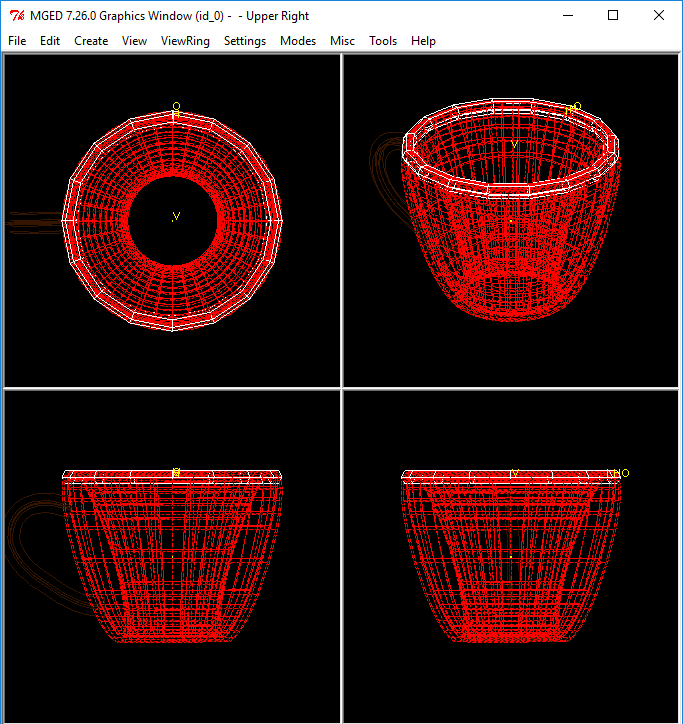 MGED 7.26.0 Graphics Window (id_0) - - Upper Right
File Edit Create View ViewRing Settings Modes Misc Tools Help
O
V
O
V
V
HO